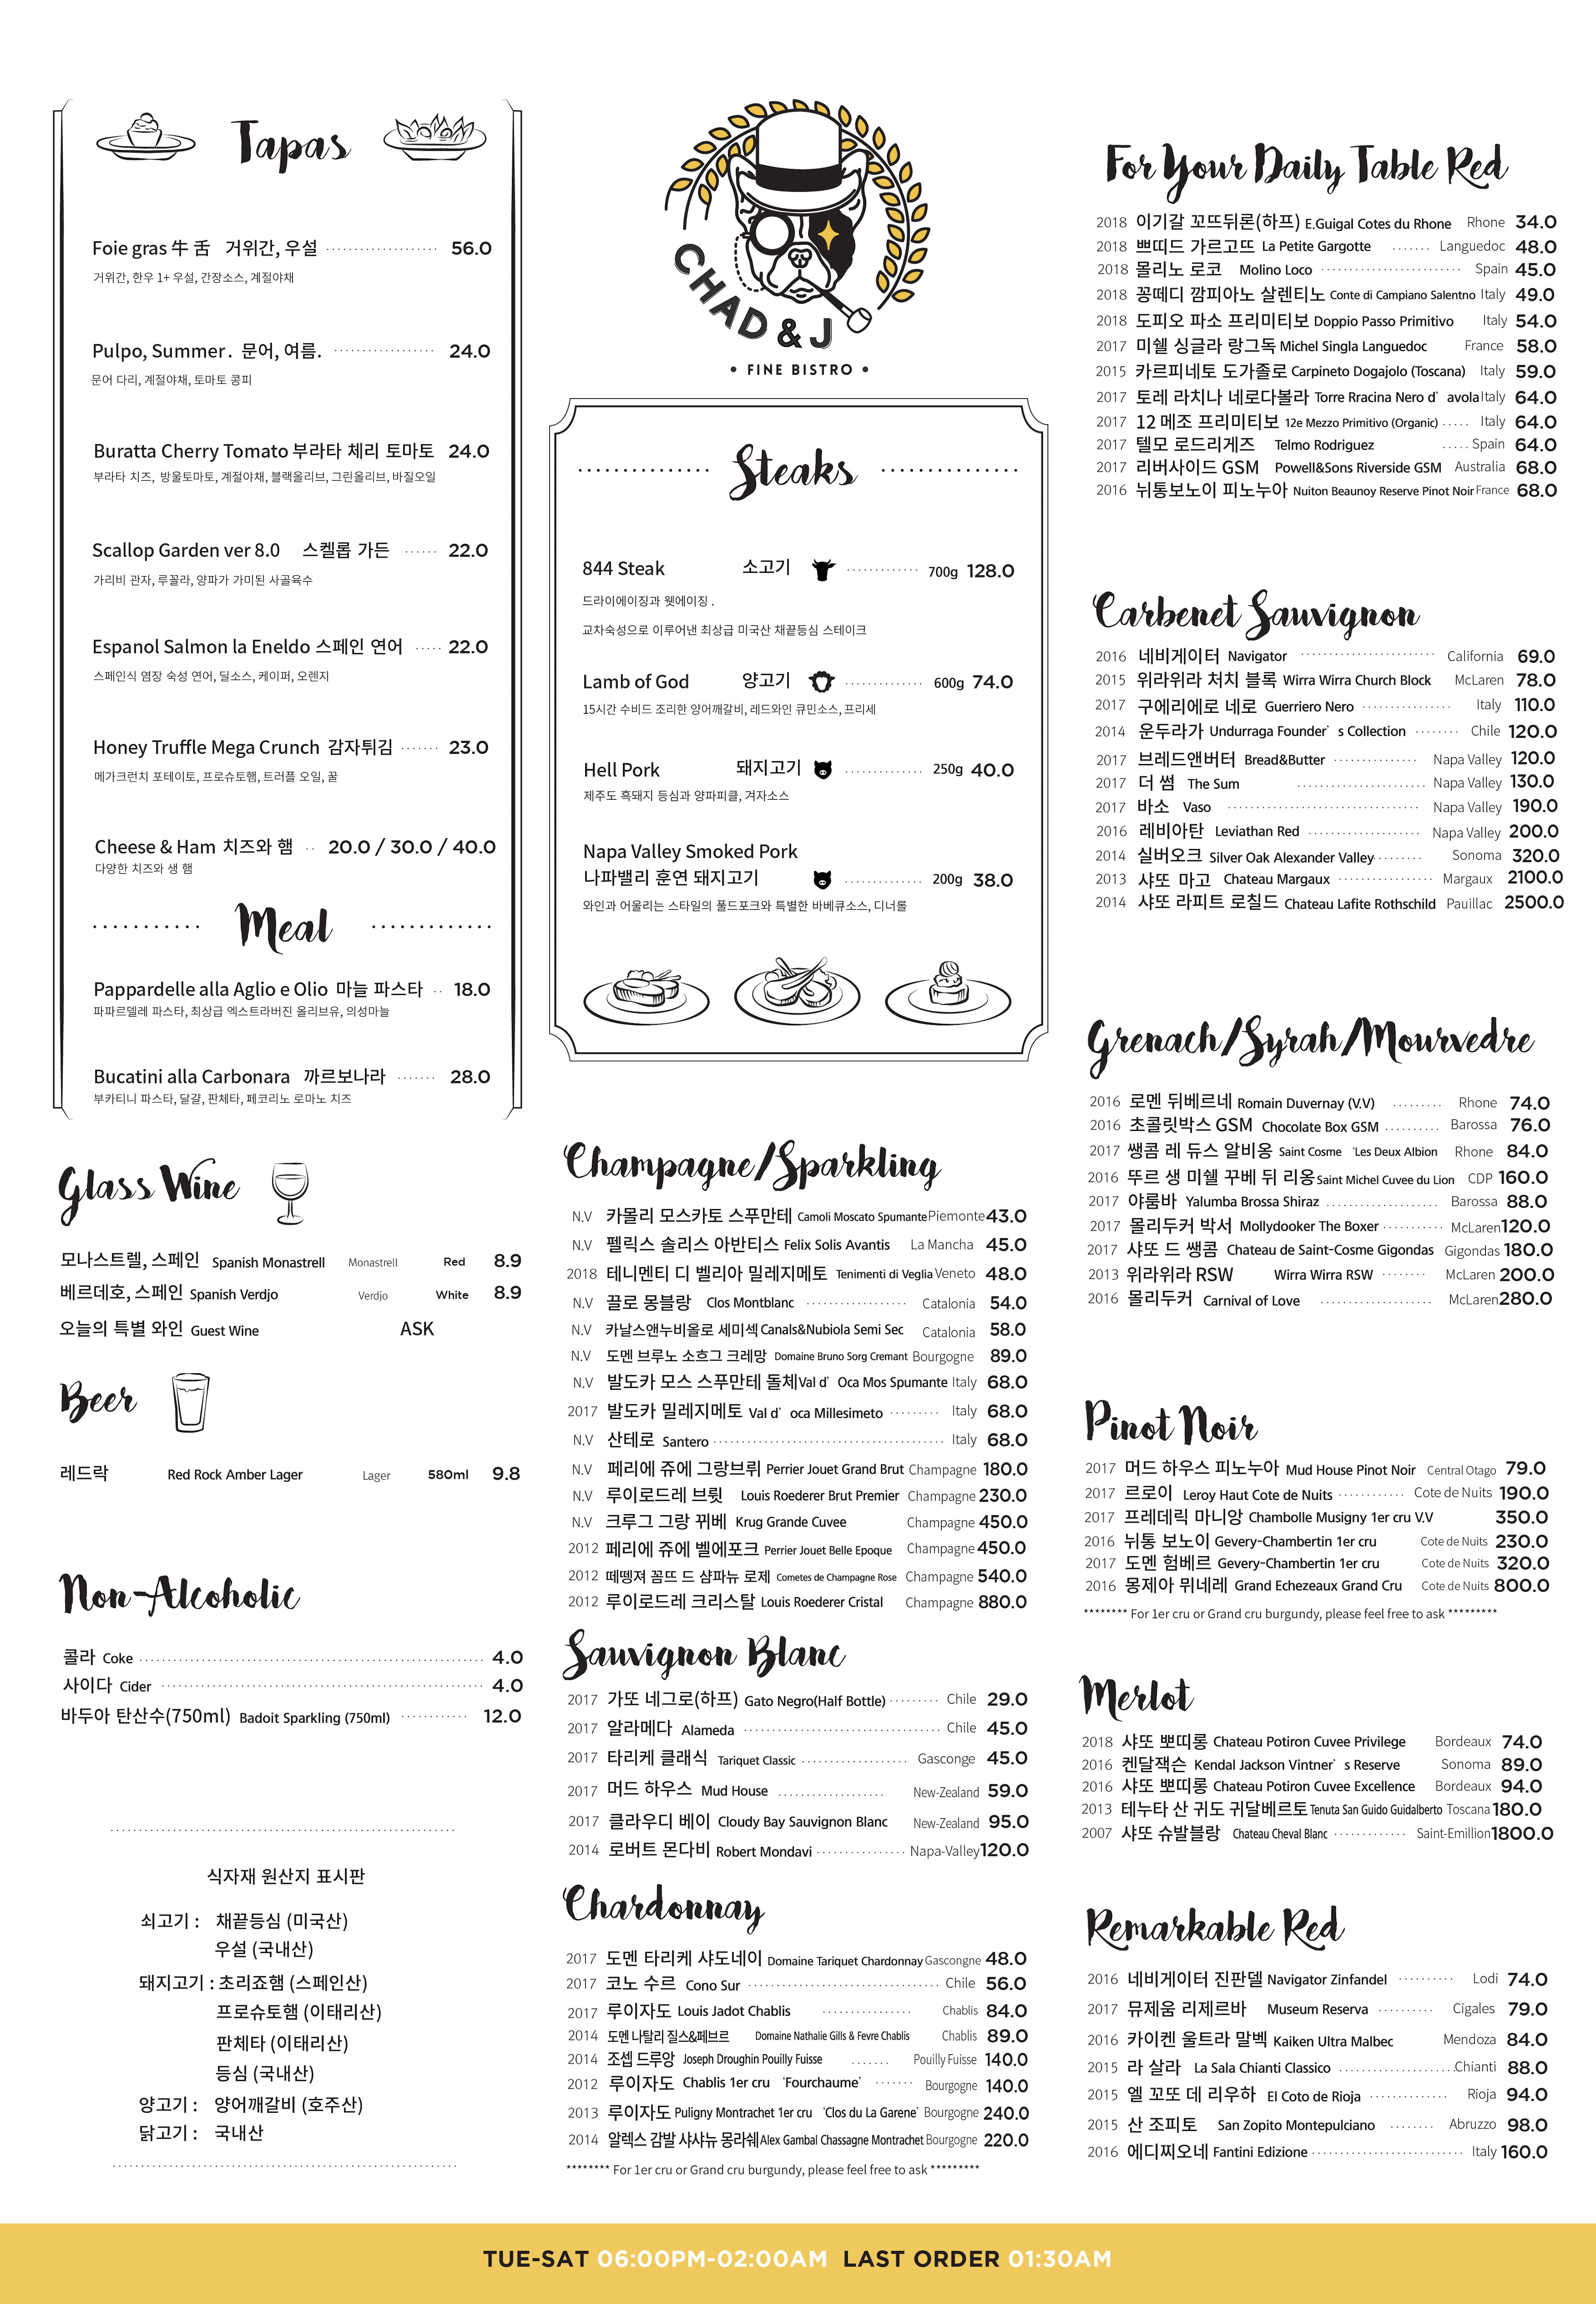 Tapas
Foie gras 牛 舌 거위간, 우설 56.0
거위간, 한우 1+ 우설, 간장소스, 계절야채
Pulpo, Summer. 문어, 여름. 24.0
문어 다리, 계절야채, 토마토 콩피
Buratta Cherry Tomato 부라타 체리 토마토 24.0
부라타 치즈, 방울토마토, 계절야채, 블랙올리브, 그린올리브, 바질오일
Scallop Garden ver 8.0 스켈롭 가든 22.0
가리비 관자, 루꼴라, 양파가 가미된 사골육수
Espanol Salmon la Eneldo 스페인 연어 22.0
스페인식 염장 숙성 연어, 딜소스, 케이퍼, 오렌지
Honey Truffle Mega Crunch 감자튀김 23.0
메가크런치 포테이토, 프로슈토햄, 트러플 오일, 꿀
Cheese & Ham 치즈와 햄 20.0 / 30.0 / 40.0
다양한 치즈와 생 햄
Meal
Pappardelle alla Aglio e Olio 마늘 파스타 18.0
파파르델레 파스타, 최상급 엑스트라버진 올리브유, 의성마늘
Bucatini alla Carbonara 까르보나라 28.0
부카티니 파스타, 달걀, 판체타, 페코리노 로마노 치즈
Glass Wine
모나스트렐, 스페인 Spanish Monastrell Monastrell Red 8.9
베르데호, 스페인 Spanish Verdjo Verdjo White 8.9
오늘의 특별 와인 Guest Wine ASK
Beer
레드락 Red Rock Amber Lager Lager 580ml 9.8
Non-Alcoholic
콜라 Coke 4.0
사이다 Cider 4.0
바두아 탄산수(750ml) Badoit Sparkling (750ml) 12.0
식자재 원산지 표시판
쇠고기 : 채끝등심 (미국산)
우설 (국내산)
돼지고기 : 초리죠햄 (스페인산)
프로슈토햄 (이태리산)
판체타 (이태리산)
등심 (국내산)
양고기 : 양어깨갈비 (호주산)
닭고기 : 국내산
CHAD & J
• FINE BISTRO •
Steaks
844 Steak 소고기 700g 128.0
드라이에이징과 웻에이징 .
교차숙성으로 이루어낸 최상급 미국산 채끝등심 스테이크
Lamb of God 양고기 600g 74.0
15시간 수비드 조리한 양어깨갈비, 레드와인 큐민소스, 프리세
Hell Pork 돼지고기 250g 40.0
제주도 흑돼지 등심과 양파피클, 겨자소스
Napa Valley Smoked Pork
나파밸리 훈연 돼지고기 200g 38.0
와인과 어울리는 스타일의 풀드포크와 특별한 바베큐소스, 디너롤
Champagne/Sparkling
N.V 카몰리 모스카토 스푸만테 Camoli Moscato Spumante Piemonte 43.0
N.V 펠릭스 솔리스 아반티스 Felix Solis Avantis La Mancha 45.0
2018 테니멘티 디 벨리아 밀레지메토 Tenimenti di Veglia Veneto 48.0
N.V 끌로 몽블랑 Clos Montblanc Catalonia 54.0
N.V 카날스앤누비올로 세미섹 Canals&Nubiola Semi Sec Catalonia 58.0
N.V 도멘 브루노 소흐그 크레망 Domaine Bruno Sorg Cremant Bourgogne 89.0
N.V 발도카 모스 스푸만테 돌체 Val d' Oca Mos Spumante Italy 68.0
2017 발도카 밀레지메토 Val d' oca Millesimeto Italy 68.0
N.V 산테로 Santero Italy 68.0
N.V 페리에 쥬에 그랑브뤼 Perrier Jouet Grand Brut Champagne 180.0
N.V 루이로드레 브륏 Louis Roederer Brut Premier Champagne 230.0
N.V 크루그 그랑 뀌베 Krug Grande Cuvee Champagne 450.0
2012 페리에 쥬에 벨에포크 Perrier Jouet Belle Epoque Champagne 450.0
2012 떼뗑져 꼼뜨 드 샴파뉴 로제 Cometes de Champagne Rose Champagne 540.0
2012 루이로드레 크리스탈 Louis Roederer Cristal Champagne 880.0
Sauvignon Blanc
2017 가또 네그로(하프) Gato Negro(Half Bottle) Chile 29.0
2017 알라메다 Alameda Chile 45.0
2017 타리케 클래식 Tariquet Classic Gasconge 45.0
2017 머드 하우스 Mud House New-Zealand 59.0
2017 클라우디 베이 Cloudy Bay Sauvignon Blanc New-Zealand 95.0
2014 로버트 몬다비 Robert Mondavi Napa-Valley 120.0
Chardonnay
2017 도멘 타리케 샤도네이 Domaine Tariquet Chardonnay Gascongne 48.0
2017 코노 수르 Cono Sur Chile 56.0
2017 루이자도 Louis Jadot Chablis Chablis 84.0
2014 도멘 나탈리 질스&페브르 Domaine Nathalie Gills & Fevre Chablis Chablis 89.0
2014 조셉 드루앙 Joseph Droughin Pouilly Fuisse Pouilly Fuisse 140.0
2012 루이자도 Chablis 1er cru 'Fourchaume' Bourgogne 140.0
2013 루이자도 Puligny Montrachet 1er cru 'Clos du La Garene' Bourgogne 240.0
2014 알렉스 감발 샤샤뉴 몽라쉐 Alex Gambal Chassagne Montrachet Bourgogne 220.0
******** For 1er cru or Grand cru burgundy, please feel free to ask *********
For Your Daily Table Red
2018 이기갈 꼬뜨뒤론(하프) E.Guigal Cotes du Rhone Rhone 34.0
2018 쁘띠드 가르고뜨 La Petite Gargotte Languedoc 48.0
2018 몰리노 로코 Molino Loco Spain 45.0
2018 꽁떼디 깜피아노 살렌티노 Conte di Campiano Salentno Italy 49.0
2018 도피오 파소 프리미티보 Doppio Passo Primitivo Italy 54.0
2017 미쉘 싱글라 랑그독 Michel Singla Languedoc France 58.0
2015 카르피네토 도가졸로 Carpineto Dogajolo (Toscana) Italy 59.0
2017 토레 라치나 네로다볼라 Torre Rracina Nero d' avola Italy 64.0
2017 12 메조 프리미티보 12e Mezzo Primitivo (Organic) Italy 64.0
2017 텔모 로드리게즈 Telmo Rodriguez Spain 64.0
2017 리버사이드 GSM Powell&Sons Riverside GSM Australia 68.0
2016 뉘통보노이 피노누아 Nuiton Beaunoy Reserve Pinot Noir France 68.0
Carbenet Sauvignon
2016 네비게이터 Navigator California 69.0
2015 위라위라 처치 블록 Wirra Wirra Church Block McLaren 78.0
2017 구에리에로 네로 Guerriero Nero Italy 110.0
2014 운두라가 Undurraga Founder' s Collection Chile 120.0
2017 브레드앤버터 Bread&Butter Napa Valley 120.0
2017 더 썸 The Sum Napa Valley 130.0
2017 바소 Vaso Napa Valley 190.0
2016 레비아탄 Leviathan Red Napa Valley 200.0
2014 실버오크 Silver Oak Alexander Valley Sonoma 320.0
2013 샤또 마고 Chateau Margaux Margaux 2100.0
2014 샤또 라피트 로칠드 Chateau Lafite Rothschild Pauillac 2500.0
Grenach/Syrah/Mourvedre
2016 로멘 뒤베르네 Romain Duvernay (V.V) Rhone 74.0
2016 초콜릿박스 GSM Chocolate Box GSM Barossa 76.0
2017 쌩콤 레 듀스 알비옹 Saint Cosme 'Les Deux Albion Rhone 84.0
2016 뚜르 생 미쉘 꾸베 뒤 리옹 Saint Michel Cuvee du Lion CDP 160.0
2017 야룸바 Yalumba Brossa Shiraz Barossa 88.0
2017 몰리두커 박서 Mollydooker The Boxer McLaren 120.0
2017 샤또 드 쌩콤 Chateau de Saint-Cosme Gigondas Gigondas 180.0
2013 위라위라 RSW Wirra Wirra RSW McLaren 200.0
2016 몰리두커 Carnival of Love McLaren 280.0
Pinot Noir
2017 머드 하우스 피노누아 Mud House Pinot Noir Central Otago 79.0
2017 르로이 Leroy Haut Cote de Nuits Cote de Nuits 190.0
2017 프레데릭 마니앙 Chambolle Musigny 1er cru V.V 350.0
2016 뉘통 보노이 Gevery-Chambertin 1er cru Cote de Nuits 230.0
2017 도멘 험베르 Gevery-Chambertin 1er cru Cote de Nuits 320.0
2016 몽제아 뮈네레 Grand Echezeaux Grand Cru Cote de Nuits 800.0
******** For 1er cru or Grand cru burgundy, please feel free to ask *********
Merlot
2018 샤또 뽀띠롱 Chateau Potiron Cuvee Privilege Bordeaux 74.0
2016 켄달잭슨 Kendal Jackson Vintner' s Reserve Sonoma 89.0
2016 샤또 뽀띠롱 Chateau Potiron Cuvee Excellence Bordeaux 94.0
2013 테누타 산 귀도 귀달베르토 Tenuta San Guido Guidalberto Toscana 180.0
2007 샤또 슈발블랑 Chateau Cheval Blanc Saint-Emillion 1800.0
Remarkable Red
2016 네비게이터 진판델 Navigator Zinfandel Lodi 74.0
2017 뮤제움 리제르바 Museum Reserva Cigales 79.0
2016 카이켄 울트라 말벡 Kaiken Ultra Malbec Mendoza 84.0
2015 라 살라 La Sala Chianti Classico Chianti 88.0
2015 엘 꼬또 데 리우하 El Coto de Rioja Rioja 94.0
2015 산 조피토 San Zopito Montepulciano Abruzzo 98.0
2016 에디찌오네 Fantini Edizione Italy 160.0
TUE-SAT 06:00PM-02:00AM LAST ORDER 01:30AM